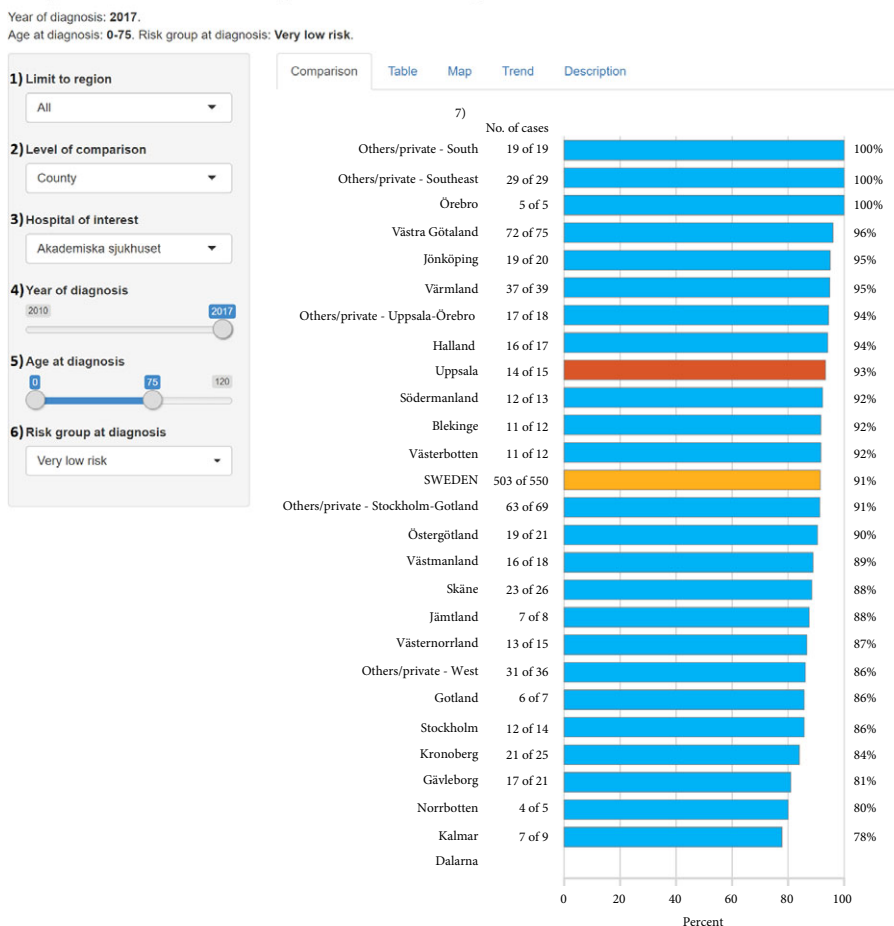 Year of diagnosis: 2017.
Age at diagnosis: 0-75. Risk group at diagnosis: Very low risk.
1) Limit to region
All
2) Level of comparison
County
3) Hospital of interest
Akademiska sjukhuset
4) Year of diagnosis
2010 2017
5) Age at diagnosis
0 75 120
6) Risk group at diagnosis
Very low risk
Comparison Table Map Trend Description
7)
No. of cases
Others/private - South 19 of 19 100%
Others/private - Southeast 29 of 29 100%
Örebro 5 of 5 100%
Västra Götaland 72 of 75 96%
Jönköping 19 of 20 95%
Värmland 37 of 39 95%
Others/private - Uppsala-Örebro 17 of 18 94%
Halland 16 of 17 94%
Uppsala 14 of 15 93%
Södermanland 12 of 13 92%
Blekinge 11 of 12 92%
Västerbotten 11 of 12 92%
SWEDEN 503 of 550 91%
Others/private - Stockholm-Gotland 63 of 69 91%
Östergötland 19 of 21 90%
Västmanland 16 of 18 89%
Skäne 23 of 26 88%
Jämtland 7 of 8 88%
Västernorrland 13 of 15 87%
Others/private - West 31 of 36 86%
Gotland 6 of 7 86%
Stockholm 12 of 14 86%
Kronoberg 21 of 25 84%
Gävleborg 17 of 21 81%
Norrbotten 4 of 5 80%
Kalmar 7 of 9 78%
Dalarna
0 20 40 60 80 100
Percent